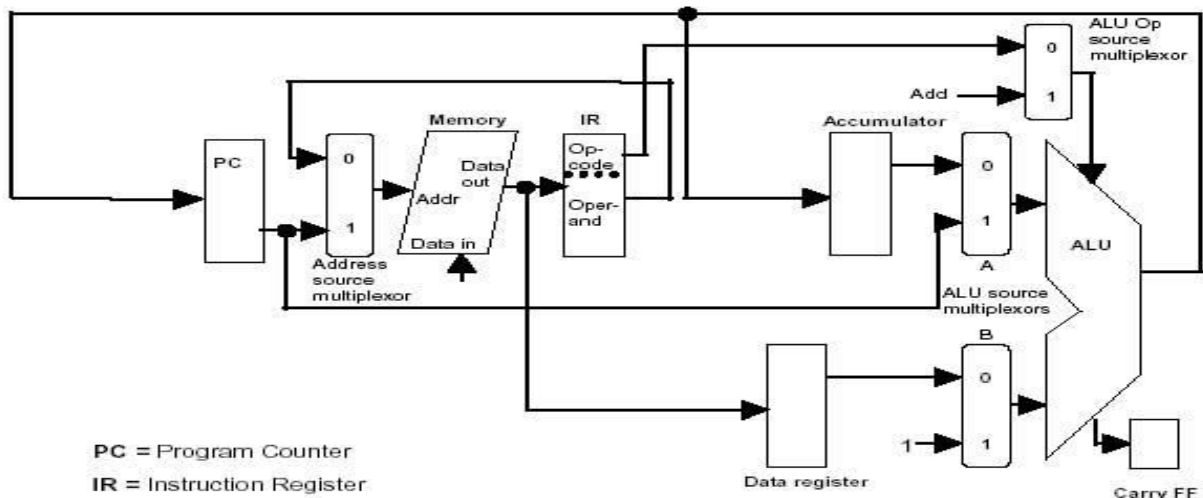 ALU Op
source
multiplexor
0
1
Add
Memory
IR
Accumulator
PC
0
1
Data
out
Addr
Data in
Op-
code
Oper-
and
0
1
A
ALU
Address
source
multiplexor
ALU source
multiplexors
B
0
1
1
PC = Program Counter
IR = Instruction Register
Data register
Carry FF